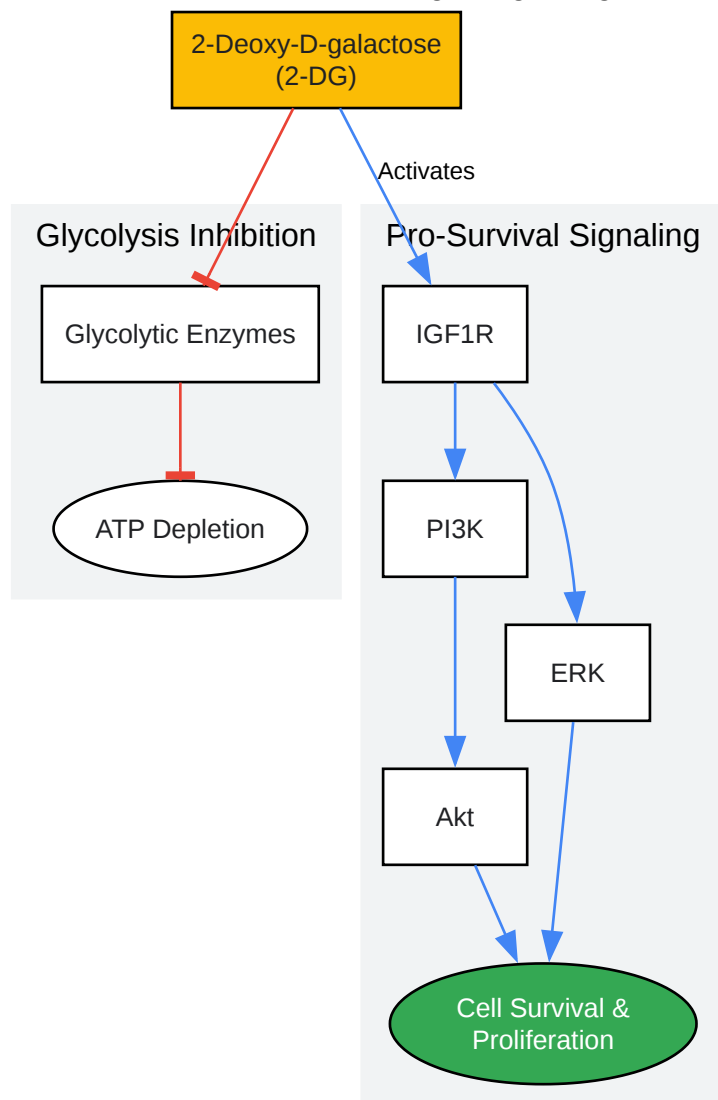 2-Deoxy-D-galactose
(2-DG)
Activates
Glycolysis Inhibition
Pro-Survival Signaling
Glycolytic Enzymes
IGF1R
ATP Depletion
PI3K
ERK
Akt
Cell Survival &
Proliferation